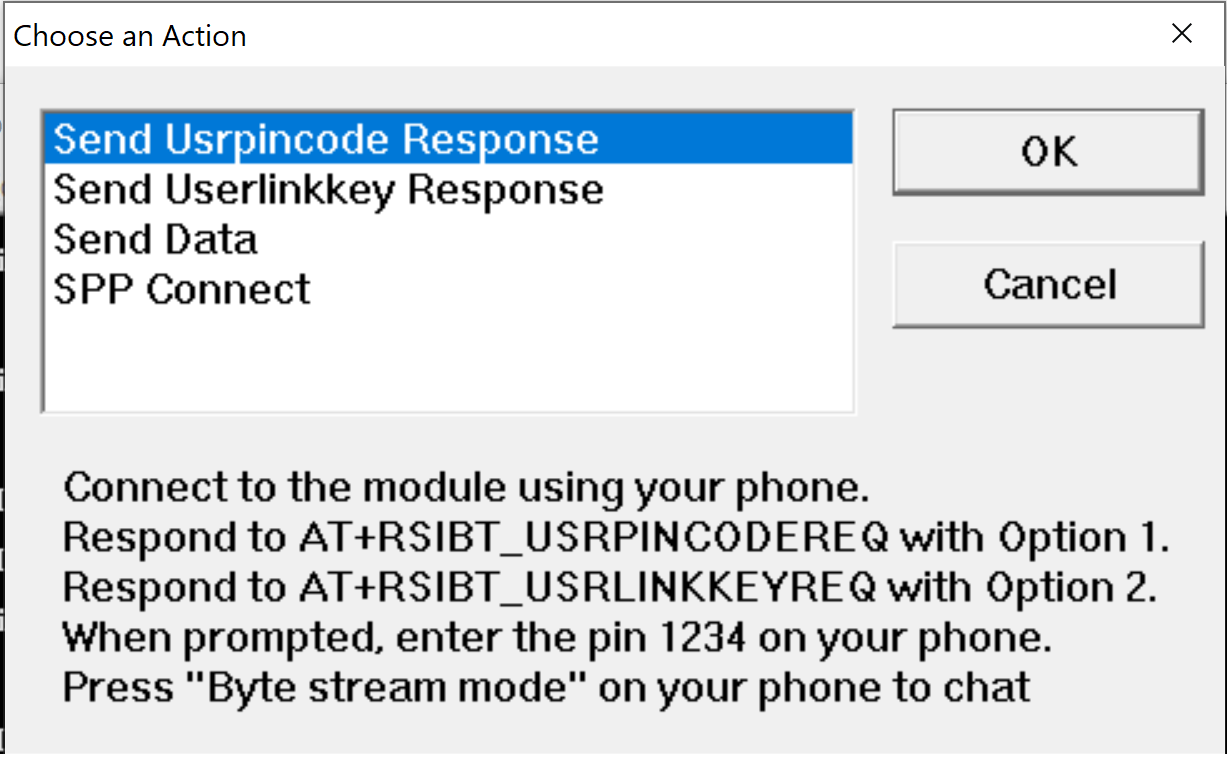 Choose an Action
Send Usrpincode Response
Send Userlinkkey Response
Send Data
SPP Connect
OK
Cancel
Connect to the module using your phone.
Respond to AT+RSIBT_USRPINCODEREQ with Option 1.
Respond to AT+RSIBT_USRLINKKEYREQ with Option 2.
When prompted, enter the pin 1234 on your phone.
Press "Byte stream mode" on your phone to chat